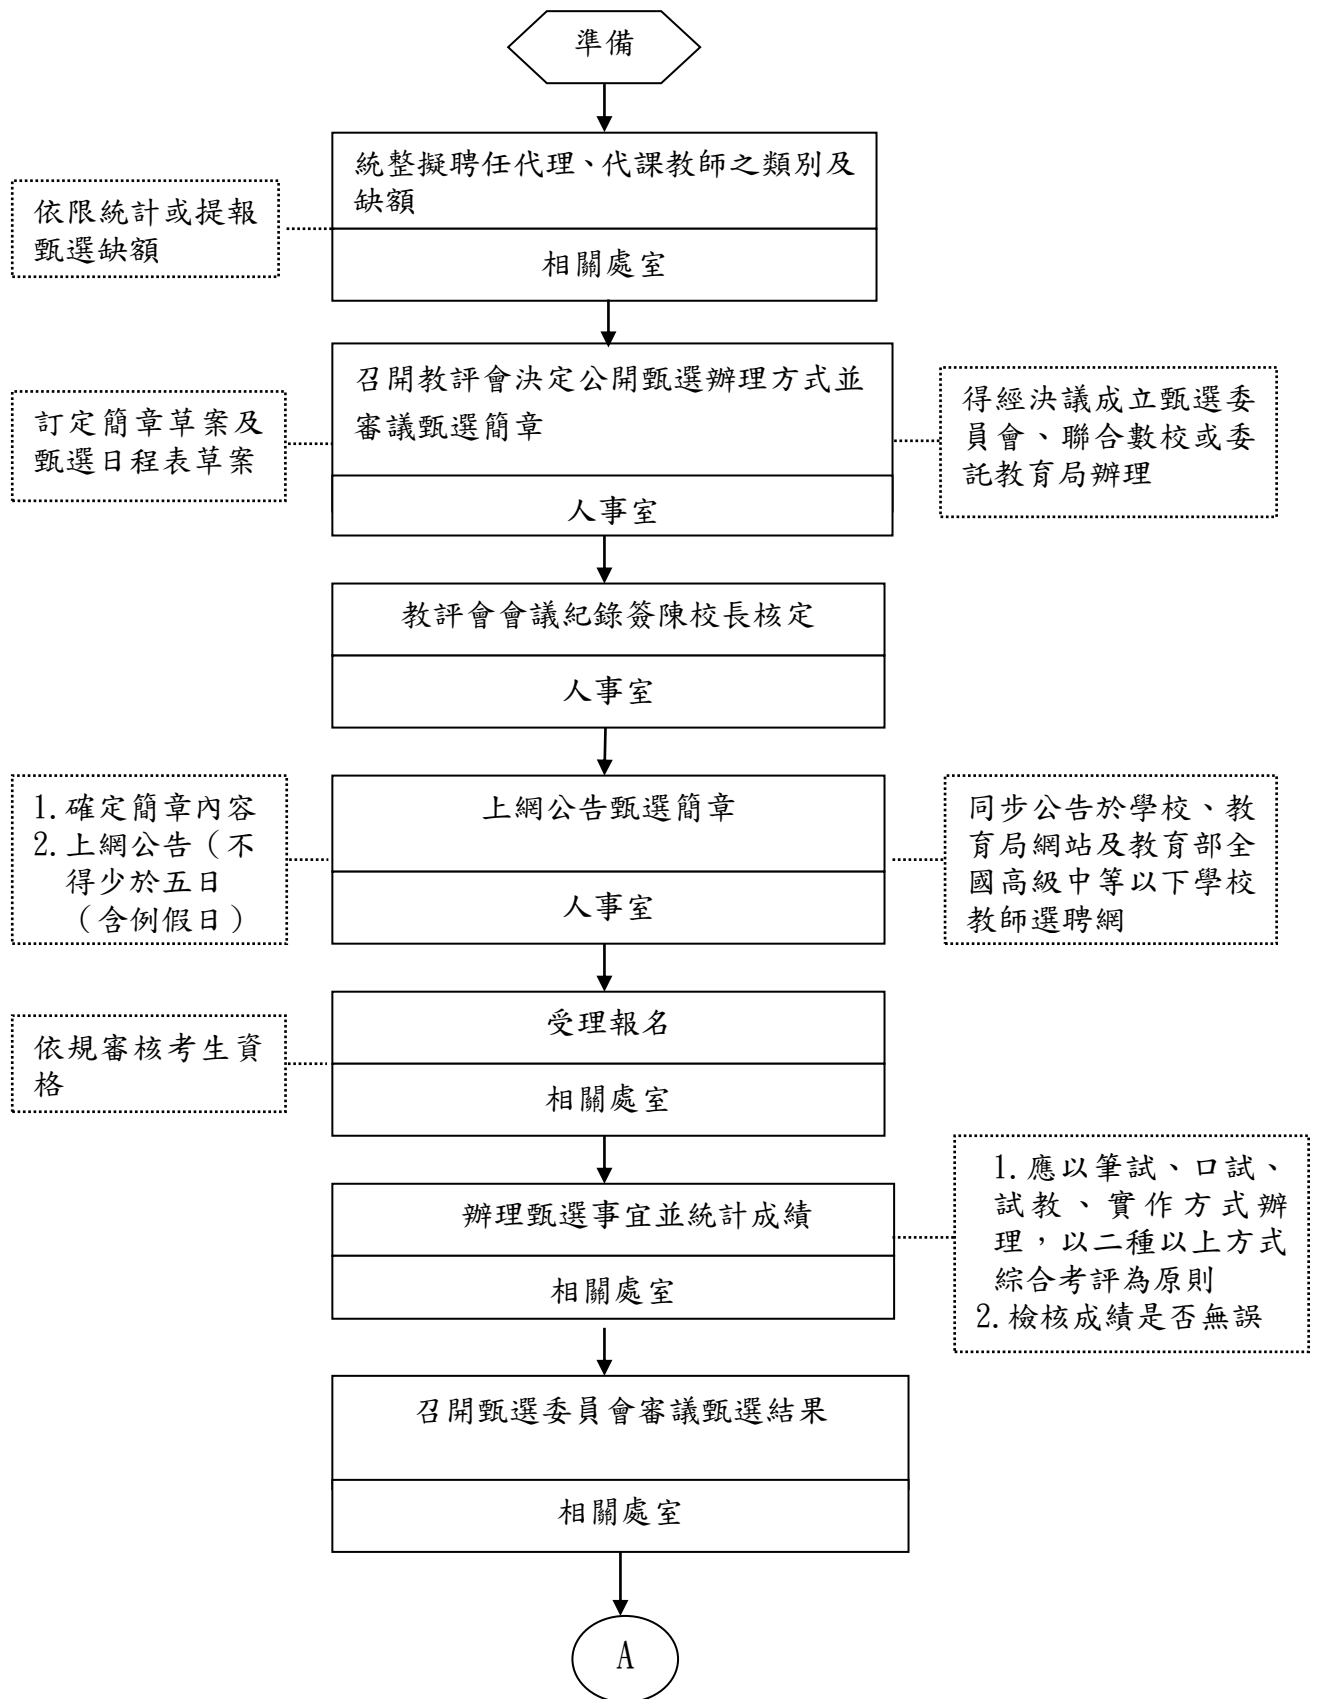 準備
統整擬聘任代理、代課教師之類別及
缺額
相關處室
依限統計或提報
甄選缺額
召開教評會決定公開甄選辦理方式並
審議甄選簡章
人事室
訂定簡章草案及
甄選日程表草案
得經決議成立甄選委
員會、聯合數校或委
託教育局辦理
教評會會議紀錄簽陳校長核定
人事室
上網公告甄選簡章
人事室
1.確定簡章內容
2.上網公告（不
得少於五日
（含例假日）
同步公告於學校、教
育局網站及教育部全
國高級中等以下學校
教師選聘網
受理報名
相關處室
依規審核考生資
格
辦理甄選事宜並統計成績
相關處室
1.應以筆試、口試、
試教、實作方式辦
理，以二種以上方式
綜合考評為原則
2.檢核成績是否無誤
召開甄選委員會審議甄選結果
相關處室
A